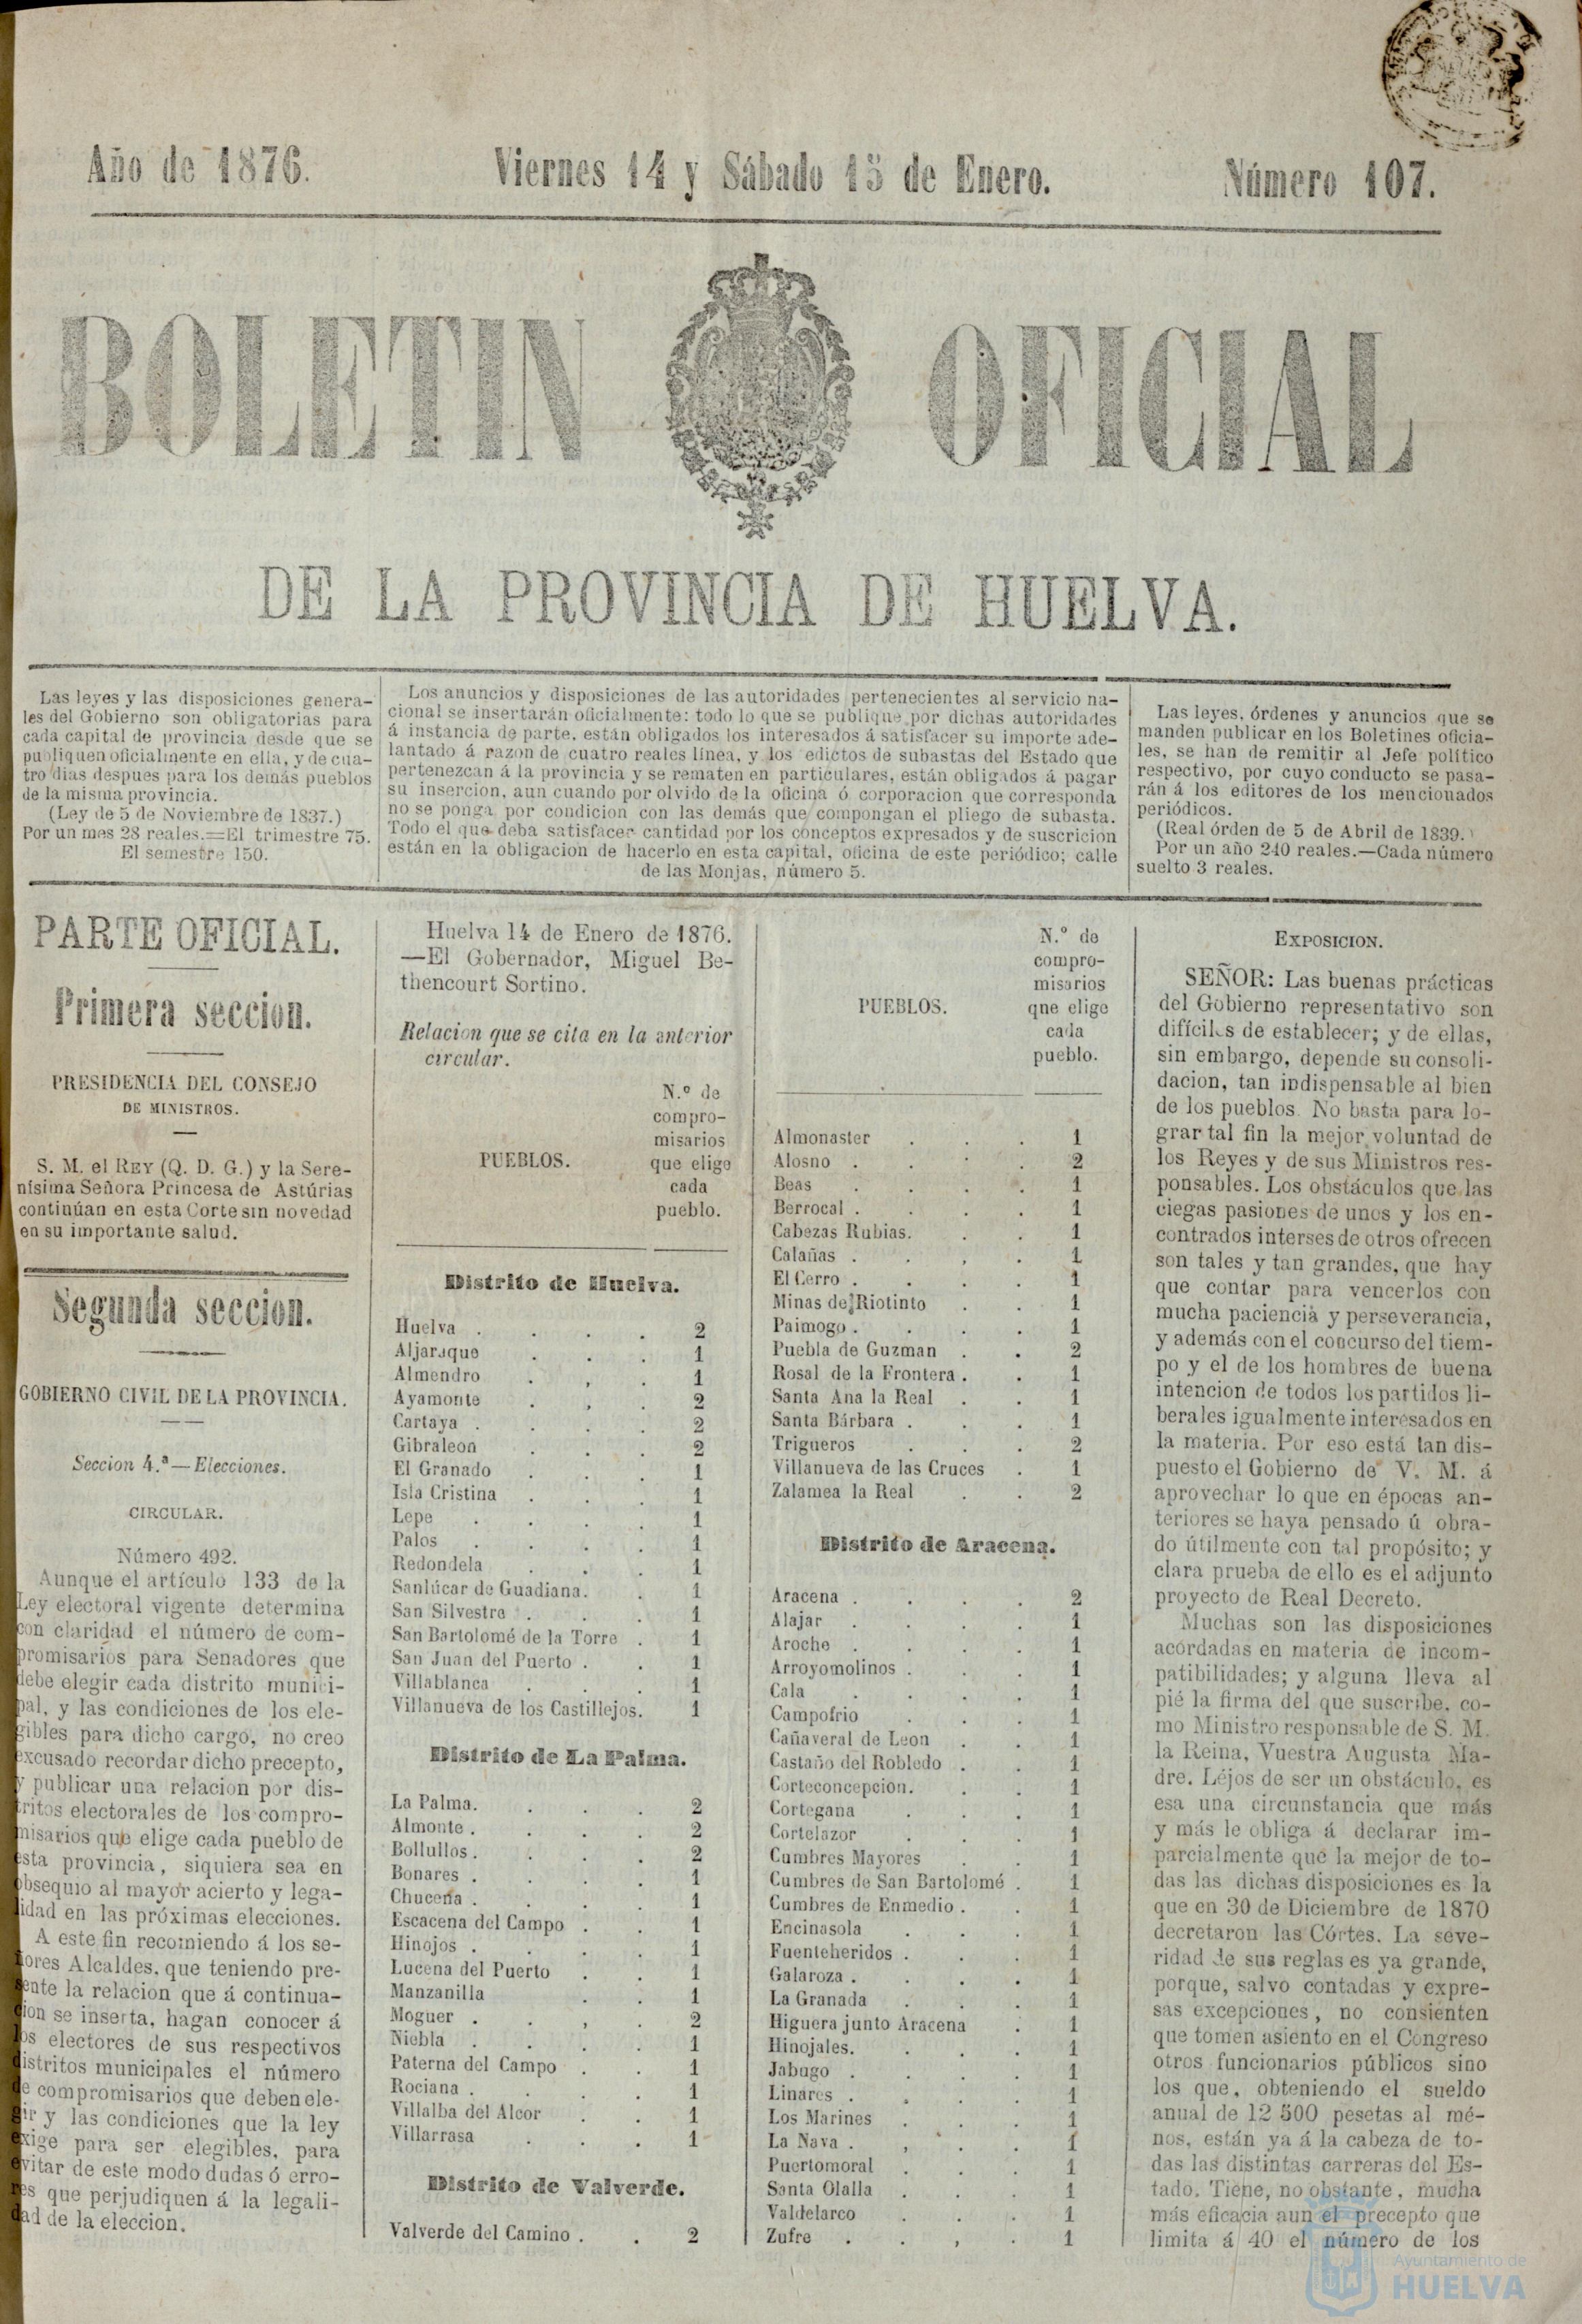 Año de 1876.
Viernes 14 y Sábado 15 de Enero.
Número 107.
BOLETIN OFICIAL
DE LA PROVINCIA DE HUELVA.
Las leyes y las disposiciones genera-
les del Gobierno son obligatorias para
cada capital de provincia desde que se
publiquen oficialmente en ella, y de cua-
tro dias despues para los demás pueblos
de la misma provincia.
(Ley de 5 de Noviembre de 1837.)
Por un mes 28 reales.=El trimestre 75.
El semestre 150.
Los anuncios y disposiciones de las autoridades pertenecientes al servicio na-
cional se insertarán oficialmente: todo lo que se publique por dichas autoridades
á instancia de parte, están obligados los interesados á satisfacer su importe ade-
lantado á razon de cuatro reales línea, y los edictos de subastas del Estado que
pertenezcan á la provincia y se rematen en particulares, están obligados á pagar
su insercion, aun cuando por olvido de la oficina ó corporacion que corresponda
no se ponga por condicion con las demás que compongan el pliego de subasta.
Todo el que deba satisfacer cantidad por los conceptos expresados y de suscricion
están en la obligacion de hacerlo en esta capital, oficina de este periódico; calle
de las Monjas, número 5.
Las leyes, órdenes y anuncios que se
manden publicar en los Boletines oficia-
les, se han de remitir al Jefe político
respectivo, por cuyo conducto se pasa-
rán á los editores de los mencionados
periódicos.
(Real órden de 5 de Abril de 1839.)
Por un año 240 reales.—Cada número
suelto 3 reales.
PARTE OFICIAL.
Primera seccion.
PRESIDENCIA DEL CONSEJO
DE MINISTROS.
S. M. el REY (Q. D. G.) y la Sere-
nísima Señora Princesa de Astúrias
continúan en esta Corte sin novedad
en su importante salud.
Segunda seccion.
GOBIERNO CIVIL DE LA PROVINCIA.
Seccion 4.ª—Elecciones.
CIRCULAR.
Número 492.
Aunque el artículo 133 de la
Ley electoral vigente determina
con claridad el número de com-
promisarios para Senadores que
debe elegir cada distrito munici-
pal, y las condiciones de los ele-
gibles para dicho cargo, no creo
excusado recordar dicho precepto,
y publicar una relacion por dis-
tritos electorales de los compro-
misarios que elige cada pueblo de
esta provincia, siquiera sea en
obsequio al mayor acierto y lega-
lidad en las próximas elecciones.
A este fin recomiendo á los se-
ñores Alcaldes, que teniendo pre-
sente la relacion que á continua-
cion se inserta, hagan conocer á
los electores de sus respectivos
distritos municipales el número
de compromisarios que deben ele-
gir y las condiciones que la ley
exige para ser elegibles, para
evitar de este modo dudas ó erro-
res que perjudiquen á la legali-
dad de la eleccion.
Huelva 14 de Enero de 1876.
—El Gobernador, Miguel Be-
thencourt Sortino.
Relacion que se cita en la anterior
circular.
N.º de
compro-
misarios
PUEBLOS. que elige
cada
pueblo.
Distrito de Huelva.
Huelva . . . . 2
Aljaraque . . . 1
Almendro . , . 1
Ayamonte . , . 2
Cartaya . . . . 2
Gibraleon . . . 2
El Granado . . . 1
Isla Cristina . . . 1
Lepe . . . . 1
Palos . . . . 1
Redondela . . . 1
Sanlúcar de Guadiana. . 1
San Silvestre . . . 1
San Bartolomé de la Torre . 1
San Juan del Puerto . . 1
Villablanca . . . 1
Villanueva de los Castillejos. 1
Distrito de La Palma.
La Palma. . . . 2
Almonte . . . . 2
Bollullos . . . . 2
Bonares . . . . 1
Chucena . . . . 1
Escacena del Campo . . 1
Hinojos . . . . 1
Lucena del Puerto . . 1
Manzanilla . . 1
Moguer . . , . 2
Niebla . . . . 1
Paterna del Campo . . 1
Rociana . . . . 1
Villalba del Alcor . . 1
Villarrasa . . . 1
Distrito de Valverde.
Valverde del Camino . . 2
N.º de
compro-
misarios
PUEBLOS. qne elige
cada
pueblo.
Almonaster . . . 1
Alosno . . . . 2
Beas . . . . 1
Berrocal . . . . 1
Cabezas Rubias. . . 1
Calañas . . , . 1
El Cerro . . . . 1
Minas de Riotinto . . 1
Paimogo . . . . 1
Puebla de Guzman . . 2
Rosal de la Frontera . . 1
Santa Ana la Real . . 1
Santa Bárbara . . . 1
Trigueros . . . 2
Villanueva de las Cruces . 1
Zalamea la Real . . 2
Distrito de Aracena.
Aracena . . . . 2
Alajar . . . . 1
Aroche . . . . 1
Arroyomolinos . . . 1
Cala . . . . 1
Campofrio . . . 1
Cañaveral de Leon . . 1
Castaño del Robledo . . 1
Corteconcepcion. . . 1
Cortegana . . . 1
Cortelazor . . . 1
Cumbres Mayores . . 1
Cumbres de San Bartolomé . 1
Cumbres de Enmedio . . 1
Encinasola . . . 1
Fuenteheridos . . . 1
Galaroza . . . . 1
La Granada . . . 1
Higuera junto Aracena . 1
Hinojales. . . . 1
Jabugo . . . . 1
Linares . . . . 1
Los Marines . . . 1
La Nava . , . . 1
Puertomoral . . . 1
Santa Olalla . . . 1
Valdelarco . . . 1
Zufre . . , . 1
EXPOSICION.
SEÑOR: Las buenas prácticas
del Gobierno representativo son
difíciles de establecer; y de ellas,
sin embargo, depende su consoli-
dacion, tan indispensable al bien
de los pueblos. No basta para lo-
grar tal fin la mejor voluntad de
los Reyes y de sus Ministros res-
ponsables. Los obstáculos que las
ciegas pasiones de unos y los en-
contrados interses de otros ofrecen
son tales y tan grandes, que hay
que contar para vencerlos con
mucha paciencia y perseverancia,
y además con el concurso del tiem-
po y el de los hombres de buena
intencion de todos los partidos li-
berales igualmente interesados en
la materia. Por eso está tan dis-
puesto el Gobierno de V. M. á
aprovechar lo que en épocas an-
teriores se haya pensado ú obra-
do útilmente con tal propósito; y
clara prueba de ello es el adjunto
proyecto de Real Decreto.
Muchas son las disposiciones
acordadas en materia de incom-
patibilidades; y alguna lleva al
pié la firma del que suscribe, co-
mo Ministro responsable de S. M.
la Reina, Vuestra Augusta Ma-
dre. Léjos de ser un obstáculo, es
esa una circunstancia que más
y más le obliga á declarar im-
parcialmente que la mejor de to-
das las dichas disposiciones es la
que en 30 de Diciembre de 1870
decretaron las Córtes. La seve-
ridad de sus reglas es ya grande,
porque, salvo contadas y expre-
sas excepciones, no consienten
que tomen asiento en el Congreso
otros funcionarios públicos sino
los que, obteniendo el sueldo
anual de 12 500 pesetas al mé-
nos, están ya á la cabeza de to-
das las distintas carreras del Es-
tado. Tiene, no obstante, mucha
más eficacia aun el precepto que
limita á 40 el número de los
Ayuntamiento de
HUELVA